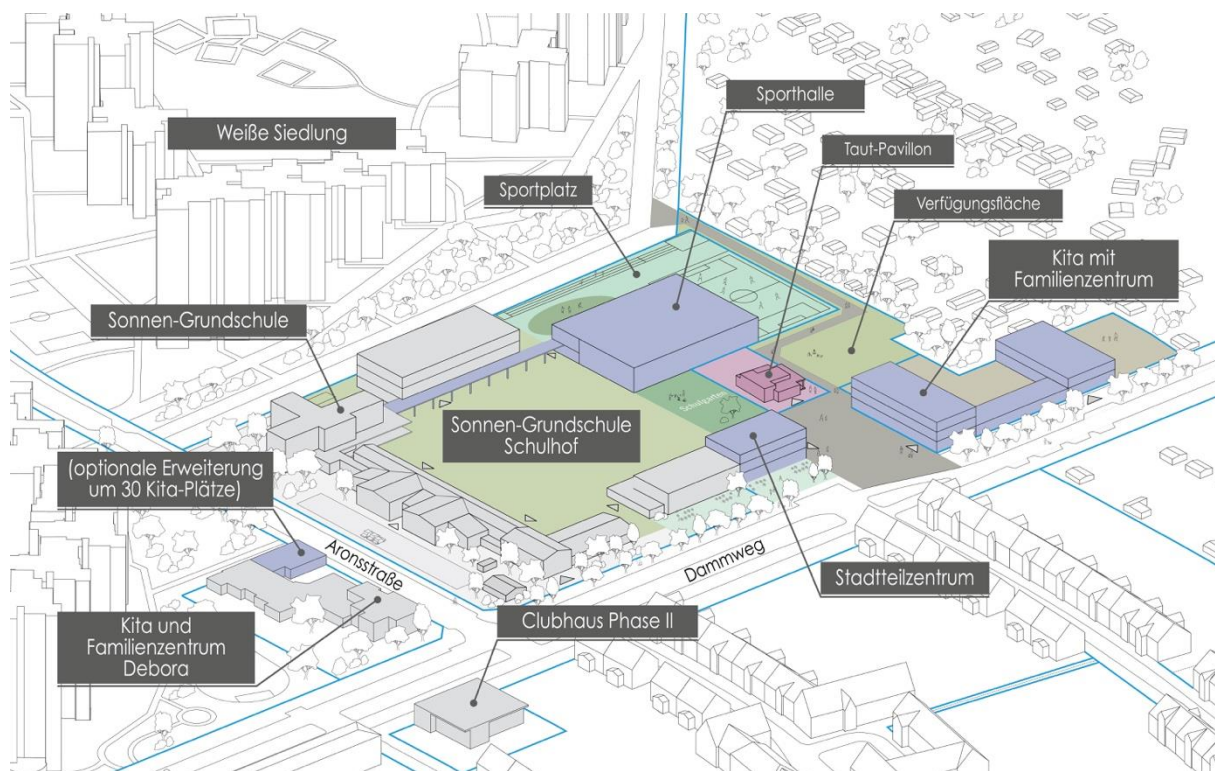 Sporthalle
Weiße Siedlung
Taut-Pavillon
Sportplatz
Verfügungsfläche
Kita mit
Familienzentrum
Sonnen-Grundschule
Schulgarten
Sonnen-Grundschule
Schulhof
(optionale Erweiterung
um 30 Kita-Plätze)
Aronsstraße
Dammweg
Stadtteilzentrum
Kita und
Familienzentrum
Debora
Clubhaus Phase II